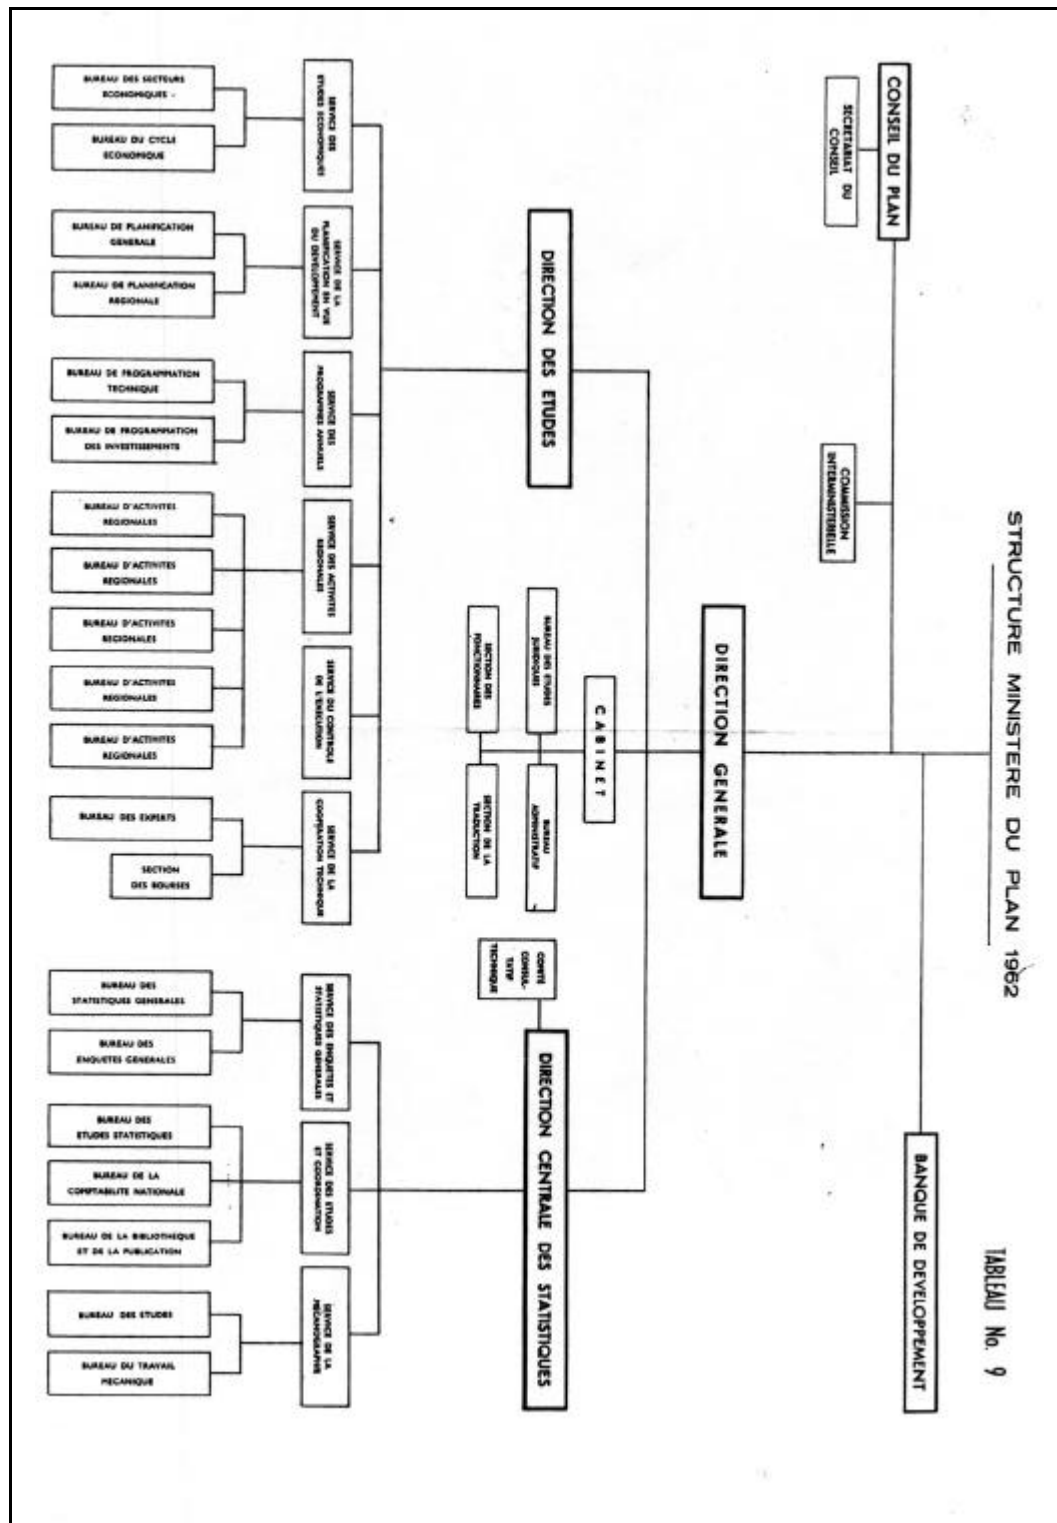 STRUCTURE MINISTERE DU PLAN 1962
TABLEAU No. 9
CONSEIL DU PLAN
SECRETARIAT DU
CONSEIL
COMMISSION
INTERMINISTERIELLE
BANQUE DE DEVELOPPEMENT
DIRECTION GENERALE
CABINET
BUREAU DES ETUDES
JURIDIQUES
BUREAU
ADMINISTRATIF
SECTION DES
FONCTIONNAIRES
SECTION DE LA
TRADUCTION
DIRECTION DES ETUDES
COMITÉ
CONSUL-
TATIF
TECHNIQUE
DIRECTION CENTRALE DES STATISTIQUES
SERVICE DES
ETUDES ECONOMIQUES
SERVICE DE LA
PLANIFICATION EN VUE
DU DEVELOPPEMENT
SERVICE DES
PROGRAMMES ANNUELS
SERVICE DES ACTIVITES
REGIONALES
SERVICE DU CONTROLE
DE L'EXECUTION
SERVICE DE LA
COOPERATION TECHNIQUE
SERVICE DES ENQUETES ET
STATISTIQUES GENERALES
SERVICE DES ETUDES
ET COORDINATION
SERVICE DE LA
MECANOGRAPHIE
BUREAU DES SECTEURS
ECONOMIQUES -
BUREAU DU CYCLE
ECONOMIQUE
BUREAU DE PLANIFICATION
GENERALE
BUREAU DE PLANIFICATION
REGIONALE
BUREAU DE PROGRAMMATION
TECHNIQUE
BUREAU DE PROGRAMMATION
DES INVESTISSEMENTS
BUREAU D'ACTIVITES
REGIONALES
BUREAU D'ACTIVITES
REGIONALES
BUREAU D'ACTIVITES
REGIONALES
BUREAU D'ACTIVITES
REGIONALES
BUREAU D'ACTIVITES
REGIONALES
BUREAU DES EXPERTS
SECTION
DES BOURSES
BUREAU DES
STATISTIQUES GENERALES
BUREAU DES
ENQUETES GENERALES
BUREAU DES
ETUDES STATISTIQUES
BUREAU DE LA
COMPTABILITE NATIONALE
BUREAU DE LA BIBLIOTHEQUE
ET DE LA PUBLICATION
BUREAU DES ETUDES
BUREAU DU TRAVAIL
MECANIQUE